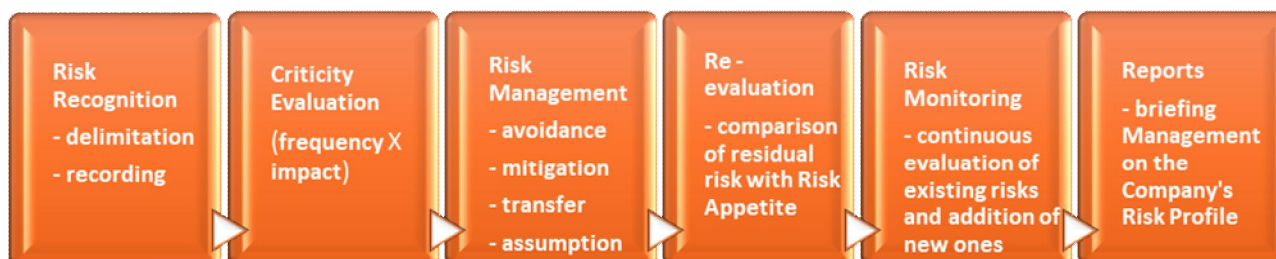 Risk
Recognition
- delimitation
- recording
Criticity
Evaluation
(frequency X
impact)
Risk
Management
- avoidance
- mitigation
- transfer
- assumption
Re -
evaluation
- comparison
of residual
risk with Risk
Appetite
Risk
Monitoring
- continuous
evaluation of
existing risks
and addition of
new ones
Reports
- briefing
Management
on the
Company's
Risk Profile